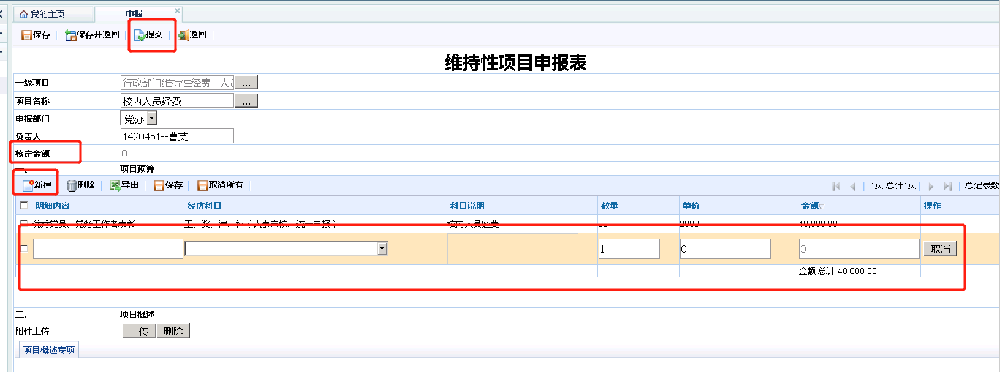 我的主页 申报
保存 保存并返回 提交 返回
维持性项目申报表
一级项目 行政部门维持性经费—人员 ...
项目名称 校内人员经费 ...
申报部门 党办
负责人 1420451--曹英
核定金额 0
一、 项目预算
新建 删除 导出 保存 取消所有 1页 总计1页 总记录数
明细内容 经济科目 科目说明 数量 单价 金额 操作
优秀党员、党务工作者表彰 工、奖、津、补（人事审核、统一申报） 校内人员经费 20 2000 40,000.00
1 0 0 取消
金额 总计:40,000.00
二、 项目概述
附件上传 上传 删除
项目概述专项